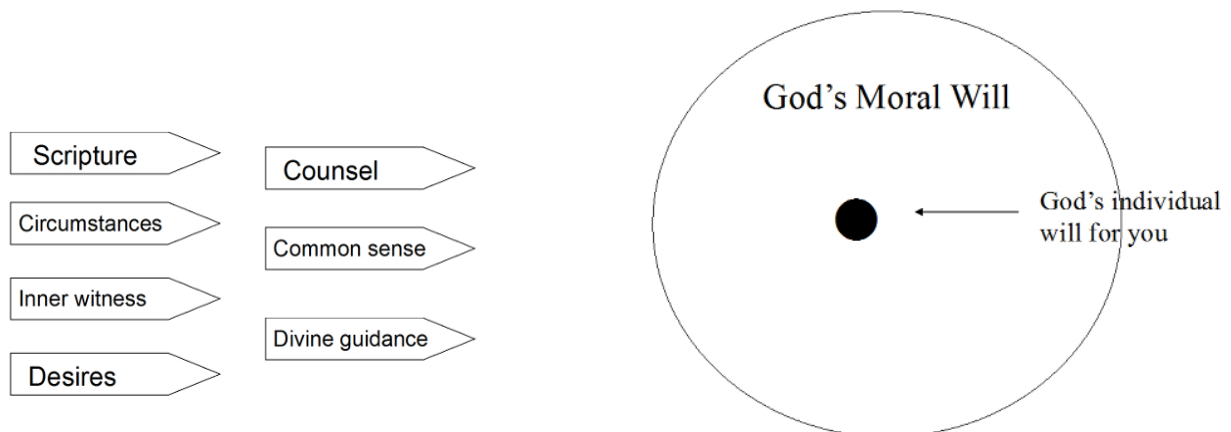 Scripture
Circumstances
Inner witness
Desires
Counsel
Common sense
Divine guidance
God's Moral Will
God's individual
will for you